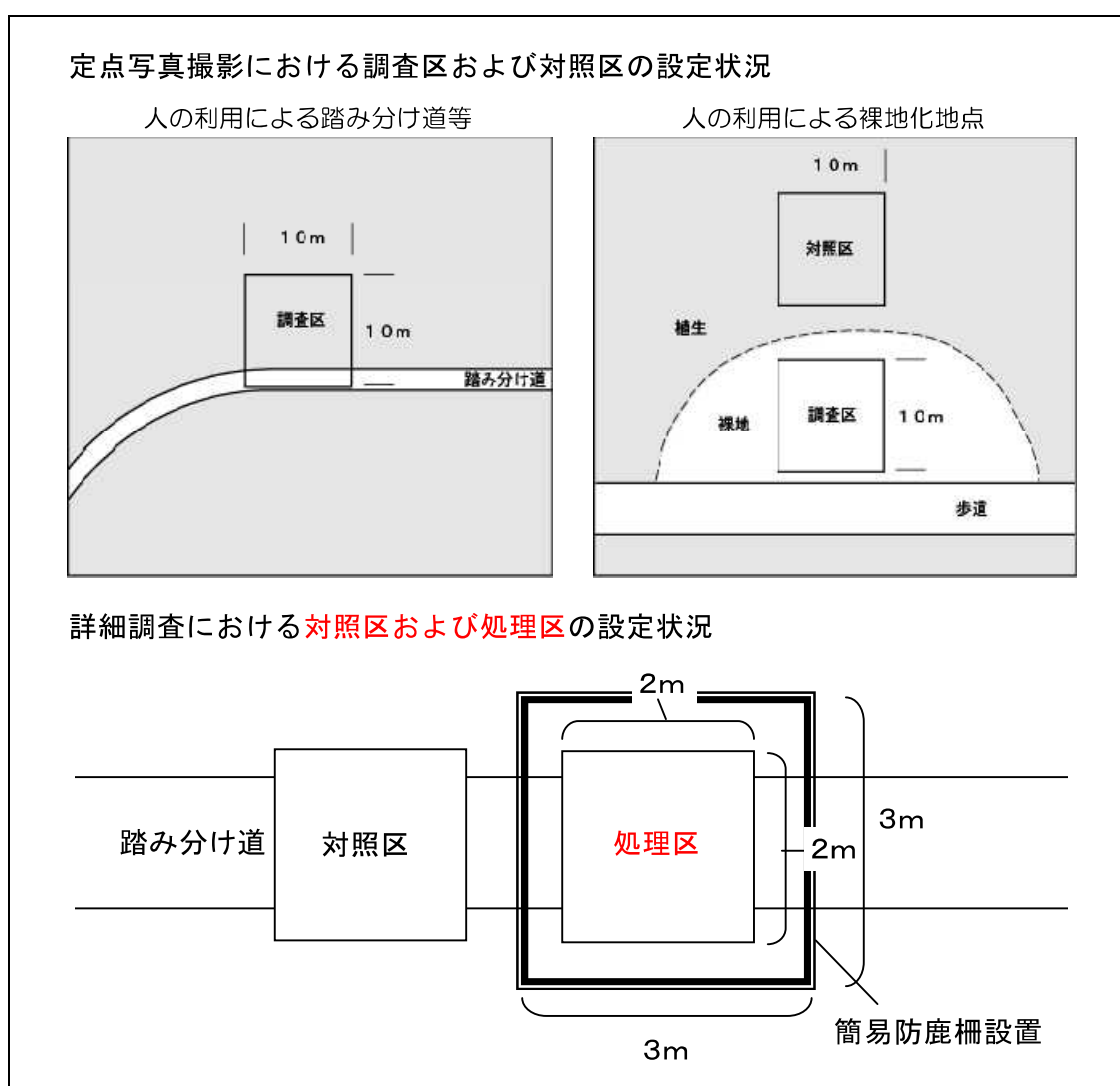 定点写真撮影における調査区および対照区の設定状況
人の利用による踏み分け道等
人の利用による裸地化地点
10m
調査区
10m
踏み分け道
10m
対照区
植生
裸地
調査区
10m
歩道
詳細調査における対照区および処理区の設定状況
2m
踏み分け道
対照区
処理区
2m
3m
簡易防鹿柵設置
3m